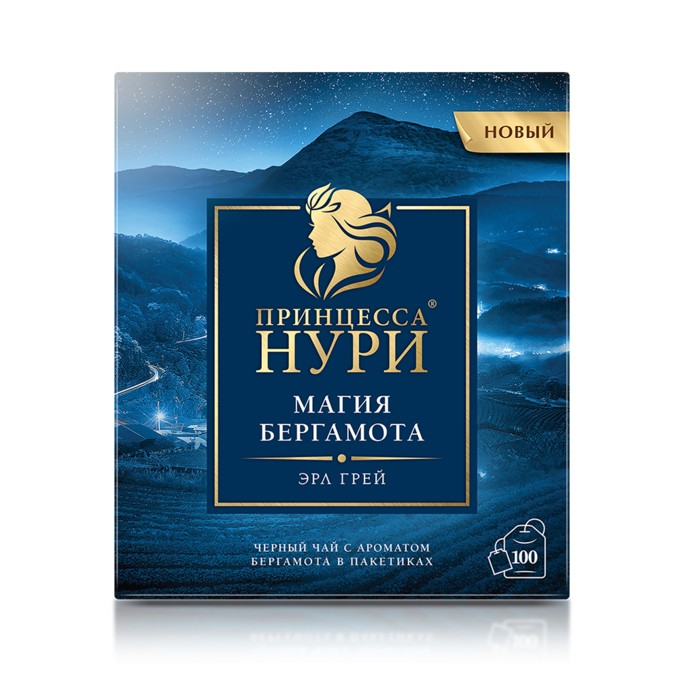 НОВЫЙ
ПРИНЦЕССА®
НУРИ
МАГИЯ
БЕРГАМОТА
ЭРЛ ГРЕЙ
ЧЕРНЫЙ ЧАЙ С АРОМАТОМ
БЕРГАМОТА В ПАКЕТИКАХ
100